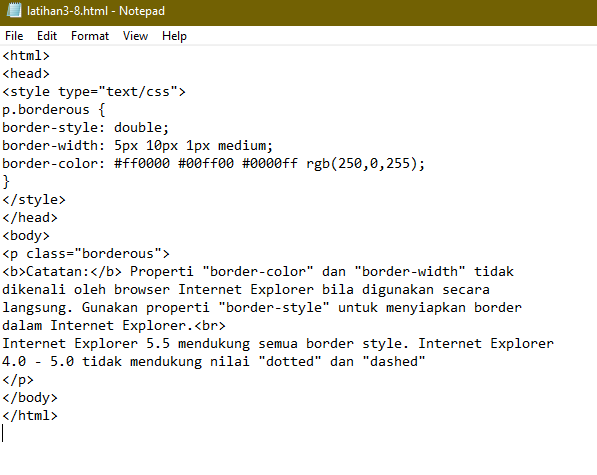 latihan3-8.html - Notepad
File Edit Format View Help
<html>
<head>
<style type="text/css">
p.borderous {
border-style: double;
border-width: 5px 10px 1px medium;
border-color: #ff0000 #00ff00 #0000ff rgb(250,0,255);
}
</style>
</head>
<body>
<p class="borderous">
<b>Catatan:</b> Properti "border-color" dan "border-width" tidak
dikenali oleh browser Internet Explorer bila digunakan secara
langsung. Gunakan properti "border-style" untuk menyiapkan border
dalam Internet Explorer.<br>
Internet Explorer 5.5 mendukung semua border style. Internet Explorer
4.0 - 5.0 tidak mendukung nilai "dotted" dan "dashed"
</p>
</body>
</html>